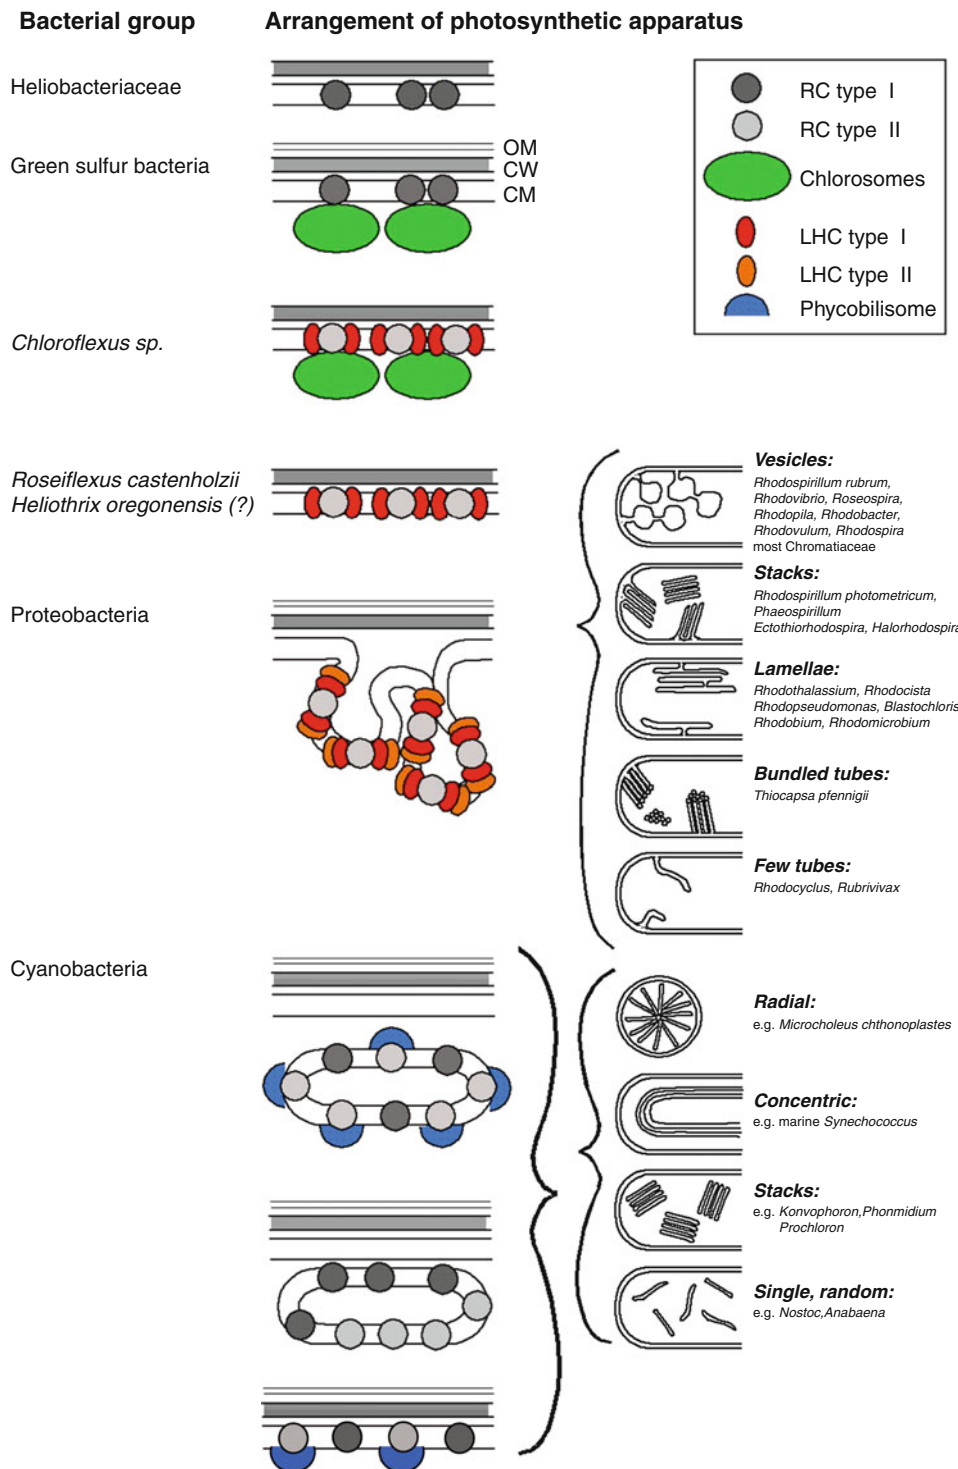 Bacterial group
Arrangement of photosynthetic apparatus
Heliobacteriaceae
RC type I
RC type II
Chlorosomes
LHC type I
LHC type II
Phycobilisome
Green sulfur bacteria
OM
CW
CM
Chloroflexus sp.
Roseiflexus castenholzii
Heliothrix oregonensis (?)
Proteobacteria
Vesicles:
Rhodospirillum rubrum,
Rhodovibrio, Roseospira,
Rhodopila, Rhodobacter,
Rhodovulum, Rhodospira
most Chromatiaceae
Stacks:
Rhodospirillum photometricum,
Phaeospirillum
Ectothiorhodospira, Halorhodospira
Lamellae:
Rhodothalassium, Rhodocista
Rhodopseudomonas, Blastochloris
Rhodobium, Rhodomicrobium
Bundled tubes:
Thiocapsa pfennigii
Few tubes:
Rhodocyclus, Rubrivivax
Cyanobacteria
Radial:
e.g. Microcholeus chthonoplastes
Concentric:
e.g. marine Synechococcus
Stacks:
e.g. Konvophoron,Phonmidium
Prochloron
Single, random:
e.g. Nostoc,Anabaena